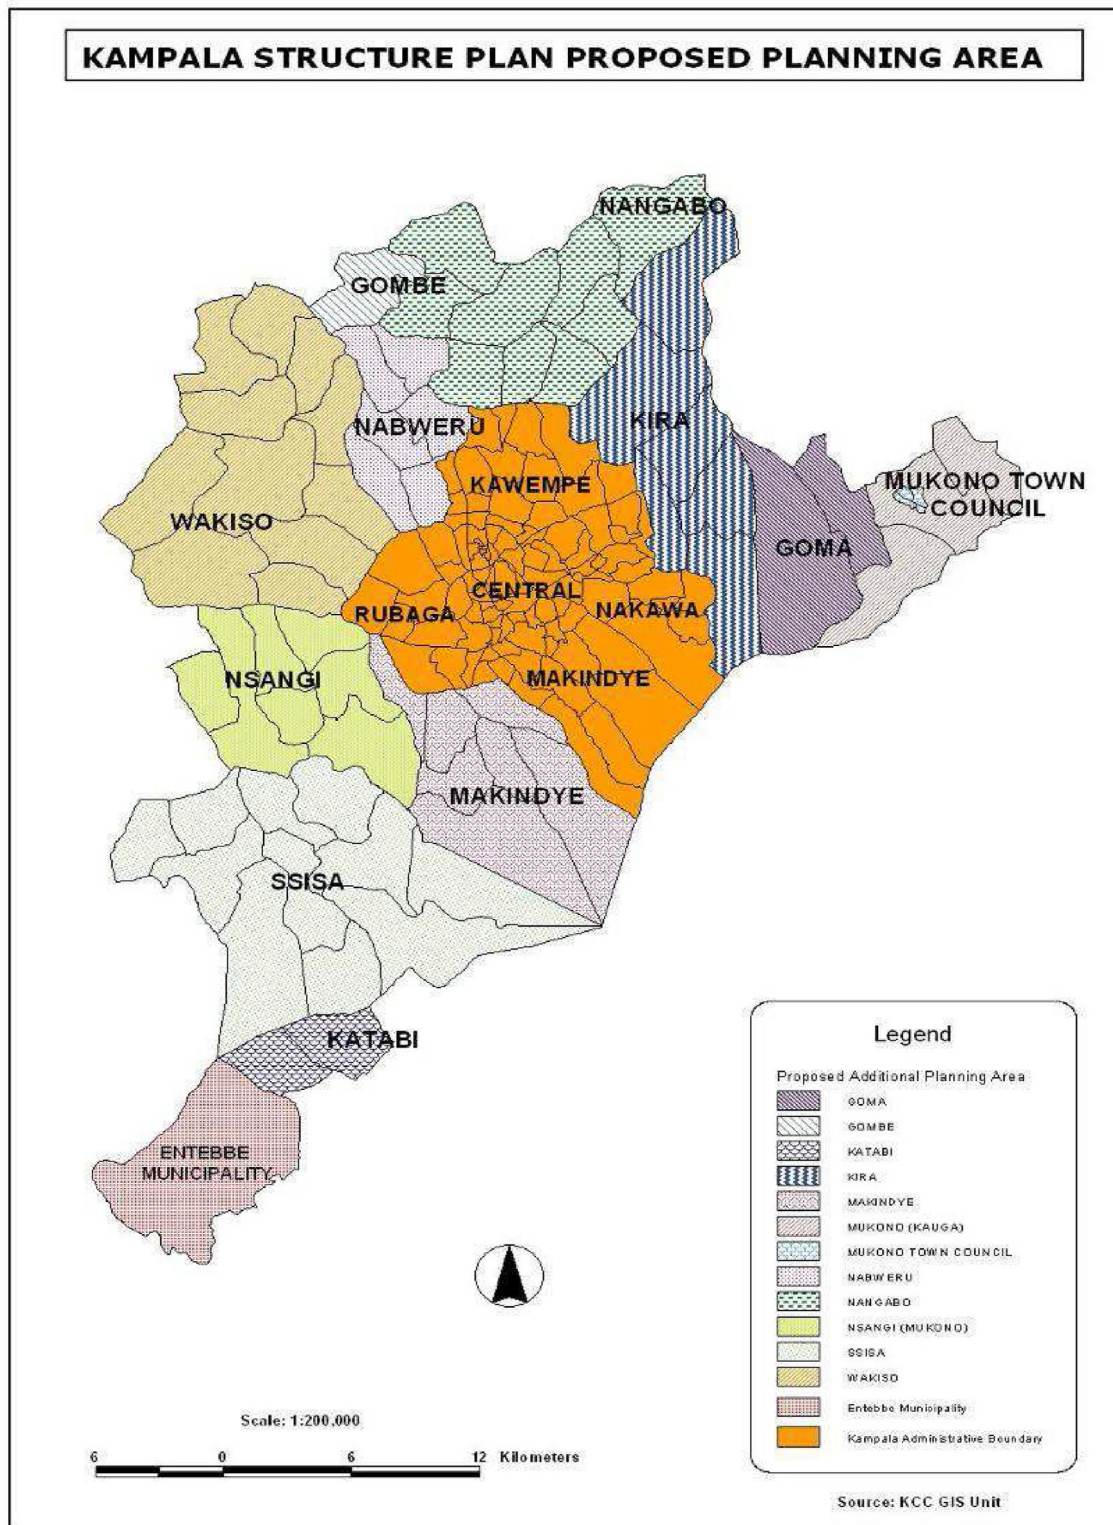 KAMPALA STRUCTURE PLAN PROPOSED PLANNING AREA
NANGABO
GOMBE
KIRA
NABWERU
KAWEMPE
MUKONO TOWN
COUNCIL
WAKISO
GOMA
CENTRAL
RUBAGA
NAKAWA
NSANGI
MAKINDYE
MAKINDYE
SSISA
KATABI
ENTEBBE
MUNICIPALITY
Legend
Proposed Additional Planning Area
GOMA
GOMBE
KATABI
KIRA
MAKINDYE
MUKONO (KAUGA)
MUKONO TOWN COUNCIL
NABWERU
NANGABO
NSANGI (MUKONO)
SSISA
WAKISO
Entebbe Municipality
Kampala Administrative Boundary
Scale: 1:200,000
6 0 6 12 Kilometers
Source: KCC GIS Unit